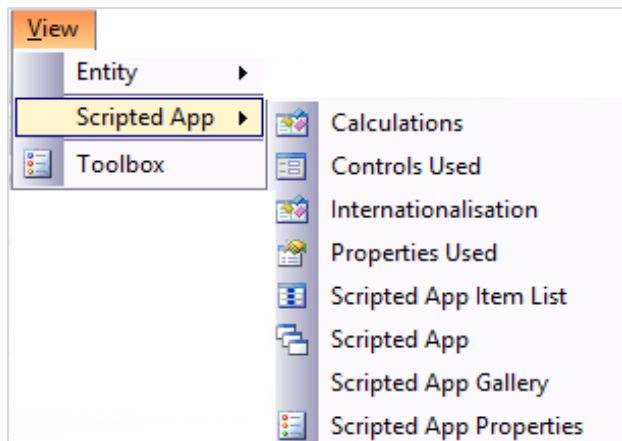 View
Entity
Scripted App
Toolbox
Calculations
Controls Used
Internationalisation
Properties Used
Scripted App Item List
Scripted App
Scripted App Gallery
Scripted App Properties